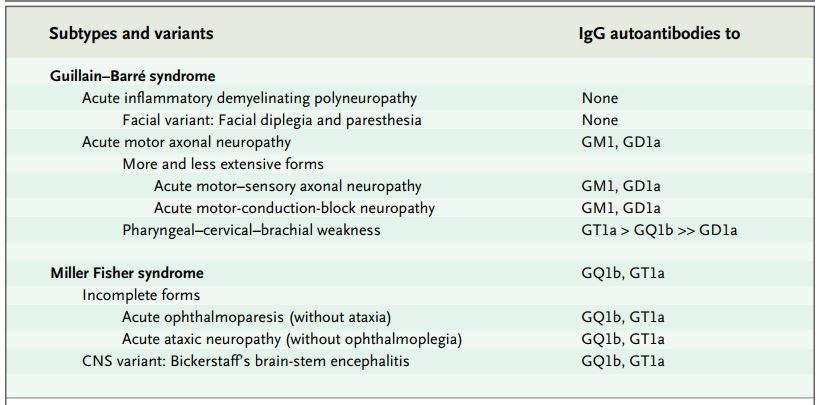 Subtypes and variants IgG autoantibodies to
Guillain–Barré syndrome
Acute inflammatory demyelinating polyneuropathy None
Facial variant: Facial diplegia and paresthesia None
Acute motor axonal neuropathy GM1, GD1a
More and less extensive forms
Acute motor–sensory axonal neuropathy GM1, GD1a
Acute motor-conduction-block neuropathy GM1, GD1a
Pharyngeal–cervical–brachial weakness GT1a > GQ1b >> GD1a
Miller Fisher syndrome GQ1b, GT1a
Incomplete forms
Acute ophthalmoparesis (without ataxia) GQ1b, GT1a
Acute ataxic neuropathy (without ophthalmoplegia) GQ1b, GT1a
CNS variant: Bickerstaff's brain-stem encephalitis GQ1b, GT1a